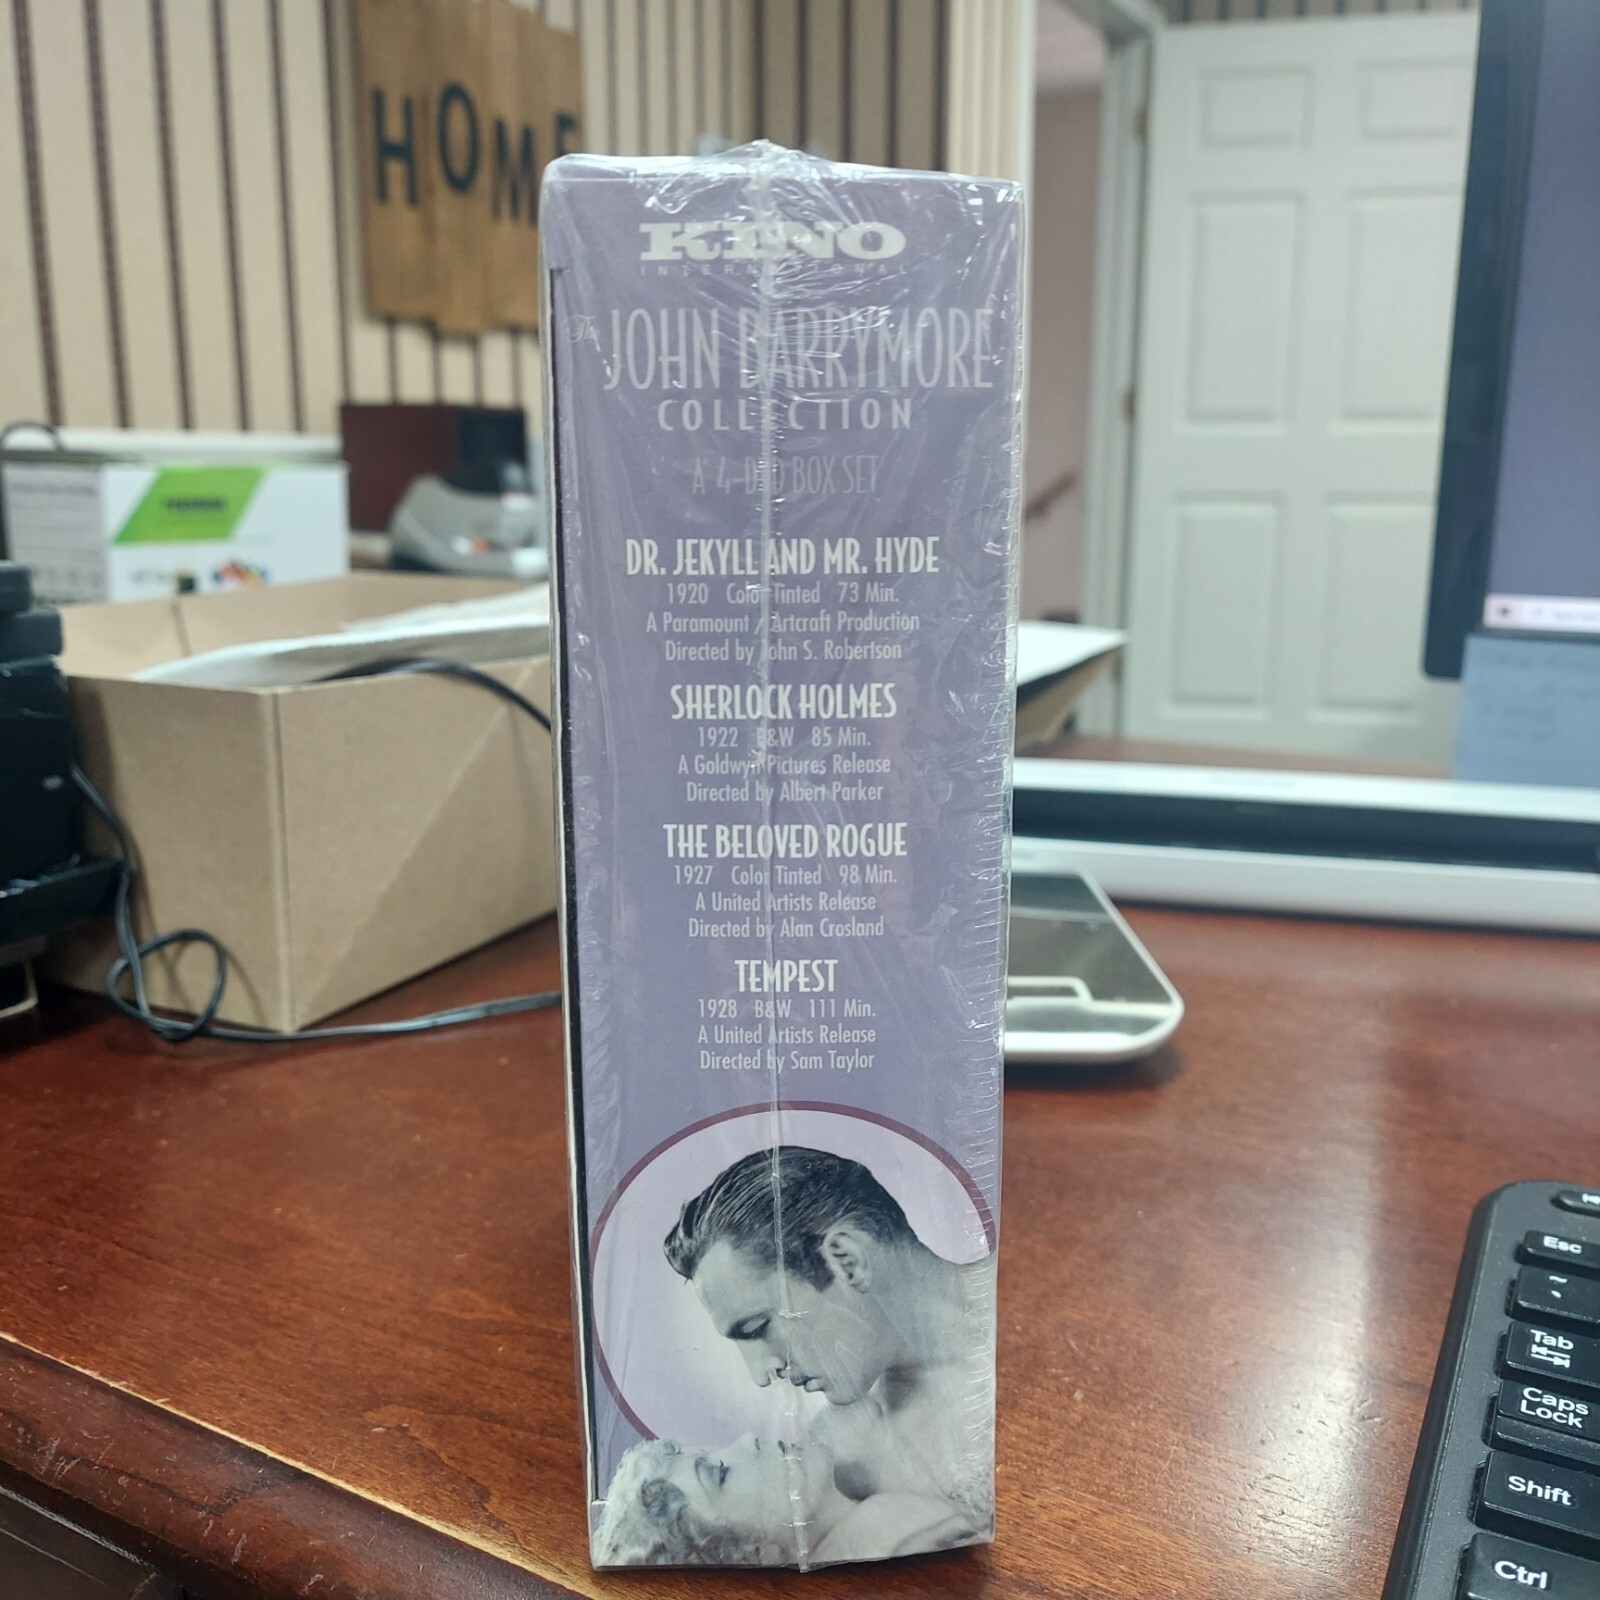 HOME
KINO
INTERNATIONAL
The
JOHN BARRYMORE
COLLECTION
A 4-DVD BOX SET
DR. JEKYLL AND MR. HYDE
1920 Color Tinted 73 Min.
A Paramount / Artcraft Production
Directed by John S. Robertson
SHERLOCK HOLMES
1922 B&W 85 Min.
A Goldwyn Pictures Release
Directed by Albert Parker
THE BELOVED ROGUE
1927 Color Tinted 98 Min.
A United Artists Release
Directed by Alan Crosland
TEMPEST
1928 B&W 111 Min.
A United Artists Release
Directed by Sam Taylor
Esc
~
Tab
Caps
Lock
Shift
Ctrl